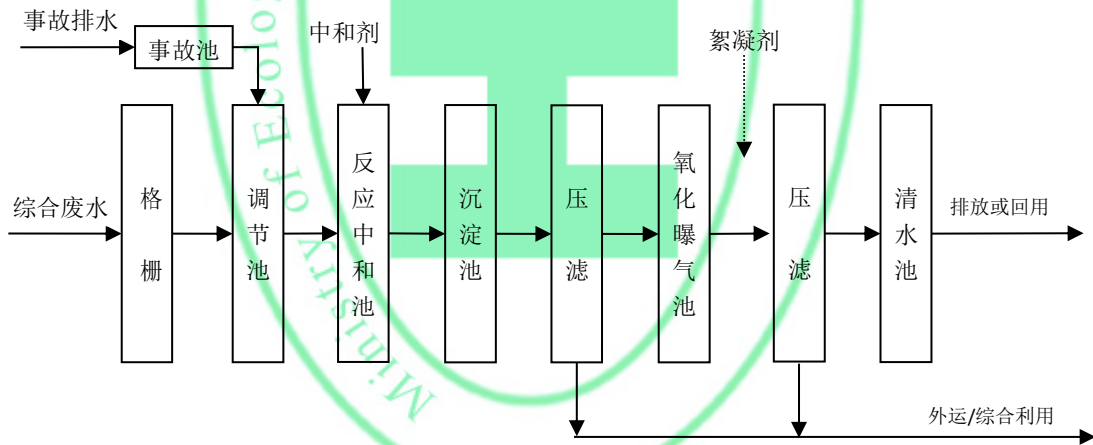 事故排水
事故池
中和剂
絮凝剂
综合废水
格栅
调节池
反应中和池
沉淀池
压滤
氧化曝气池
压滤
清水池
排放或回用
外运/综合利用
Ministry of Ecolo